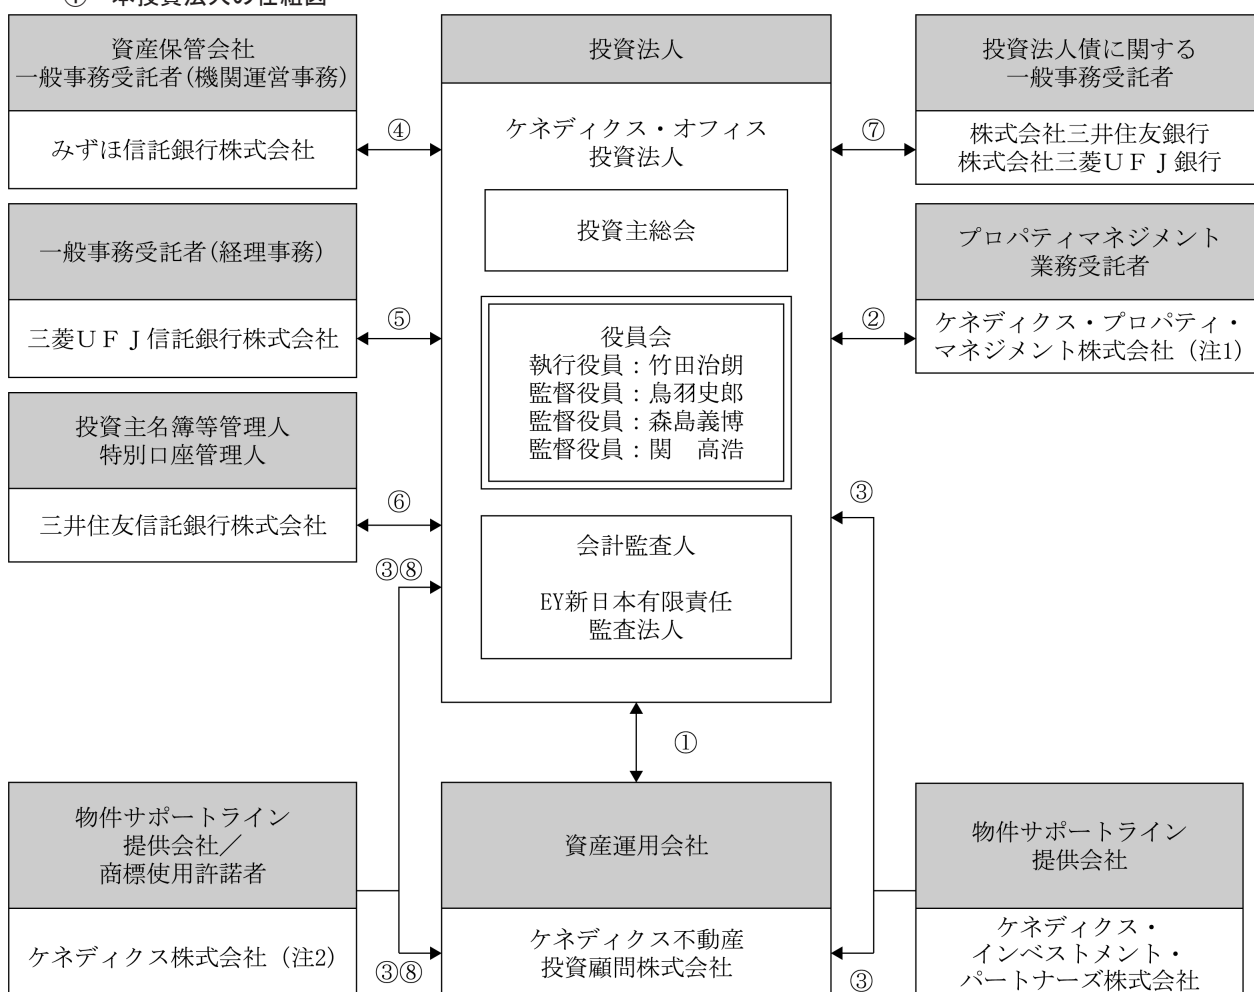 ① 本投資法人の仕組図
資産保管会社
一般事務受託者(機関運営事務)
みずほ信託銀行株式会社
④
投資法人
ケネディクス・オフィス
投資法人
⑦
投資法人債に関する
一般事務受託者
株式会社三井住友銀行
株式会社三菱UFJ銀行
投資主総会
一般事務受託者(経理事務)
三菱UFJ信託銀行株式会社
⑤
役員会
執行役員：竹田治朗
監督役員：鳥羽史郎
監督役員：森島義博
監督役員：関　高浩
②
プロパティマネジメント
業務受託者
ケネディクス・プロパティ・
マネジメント株式会社（注1）
投資主名簿等管理人
特別口座管理人
三井住友信託銀行株式会社
⑥
③⑧
会計監査人
EY新日本有限責任
監査法人
③
①
物件サポートライン
提供会社／
商標使用許諾者
ケネディクス株式会社（注2）
③⑧
資産運用会社
ケネディクス不動産
投資顧問株式会社
③
物件サポートライン
提供会社
ケネディクス・
インベストメント・
パートナーズ株式会社